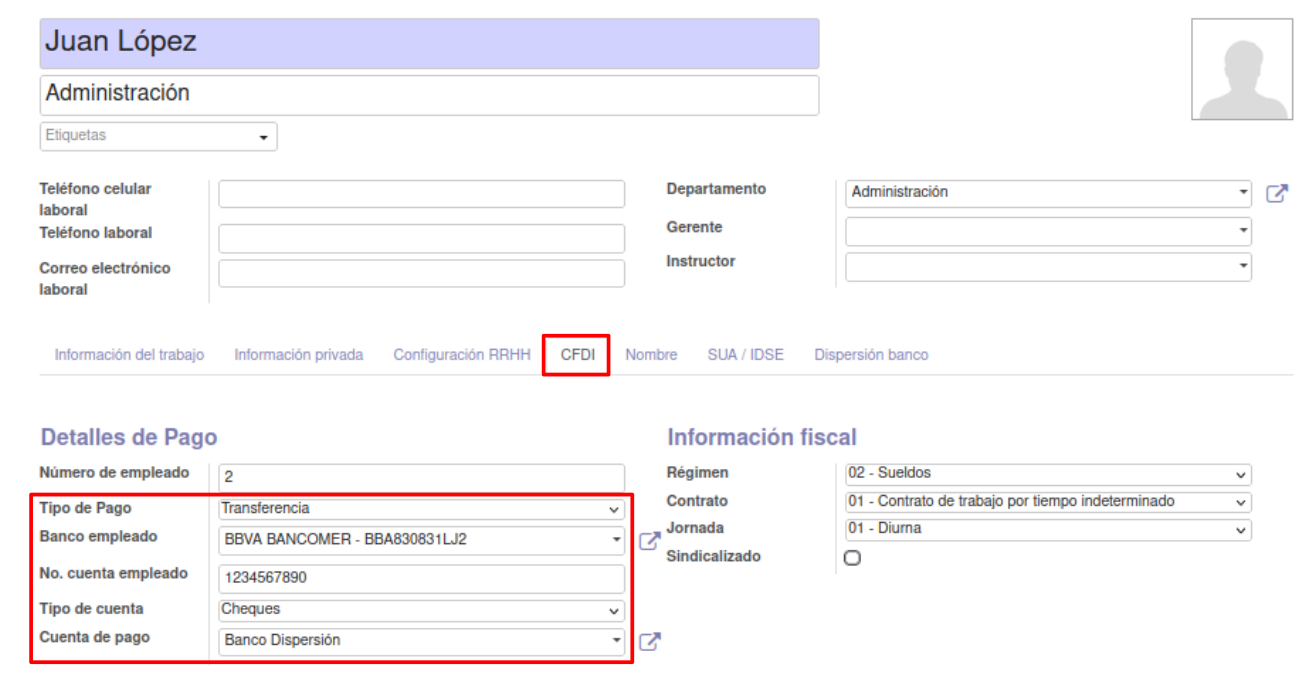 Juan López
Administración
Etiquetas
Teléfono celular
laboral
Teléfono laboral
Correo electrónico
laboral
Departamento
Administración
Gerente
Instructor
Información del trabajo
Información privada
Configuración RRHH
CFDI
Nombre
SUA / IDSE
Dispersión banco
Detalles de Pago
Número de empleado
2
Tipo de Pago
Transferencia
Banco empleado
BBVA BANCOMER - BBA830831LJ2
No. cuenta empleado
1234567890
Tipo de cuenta
Cheques
Cuenta de pago
Banco Dispersión
Información fiscal
Régimen
02 - Sueldos
Contrato
01 - Contrato de trabajo por tiempo indeterminado
Jornada
01 - Diurna
Sindicalizado